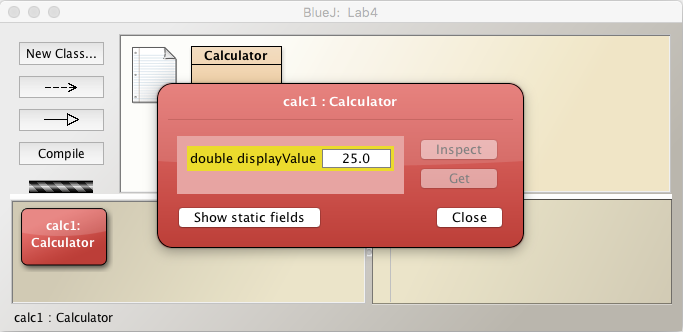 BlueJ: Lab4
New Class...
Compile
Calculator
calc1 : Calculator
double displayValue 25.0
Inspect
Get
Show static fields
Close
calc1:
Calculator
calc1 : Calculator